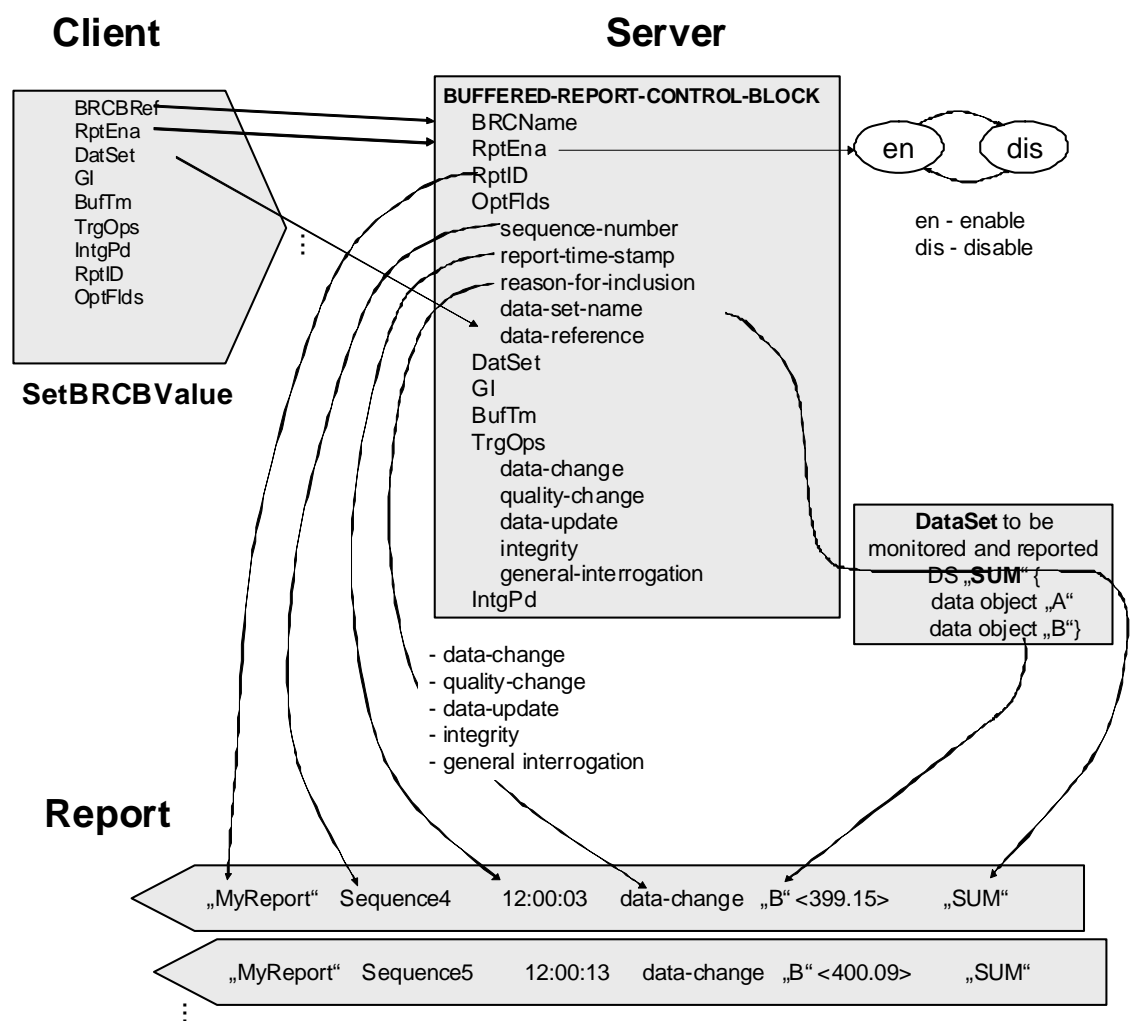 Client
Server
BRCBRef
RptEna
DatSet
GI
BufTm
TrgOps
IntgPd
RptID
OptFlds
⋮
SetBRCBValue
BUFFERED-REPORT-CONTROL-BLOCK
BRCName
RptEna
RptID
OptFlds
sequence-number
report-time-stamp
reason-for-inclusion
data-set-name
data-reference
DatSet
GI
BufTm
TrgOps
data-change
quality-change
data-update
integrity
general-interrogation
IntgPd
en
dis
en - enable
dis - disable
DataSet to be
monitored and reported
DS „SUM“ {
data object „A“
data object „B“}
- data-change
- quality-change
- data-update
- integrity
- general interrogation
Report
„MyReport“ Sequence4 12:00:03 data-change „B“ <399.15> „SUM“
„MyReport“ Sequence5 12:00:13 data-change „B“ <400.09> „SUM“
⋮